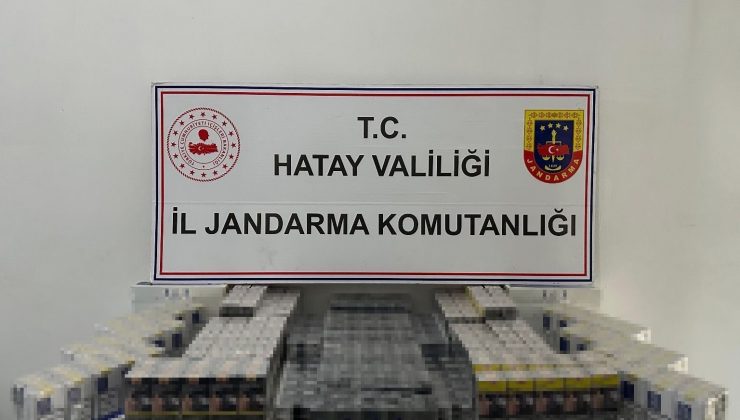 T.C.
HATAY VALİLİĞİ
İL JANDARMA KOMUTANLIĞI
JANDARMA